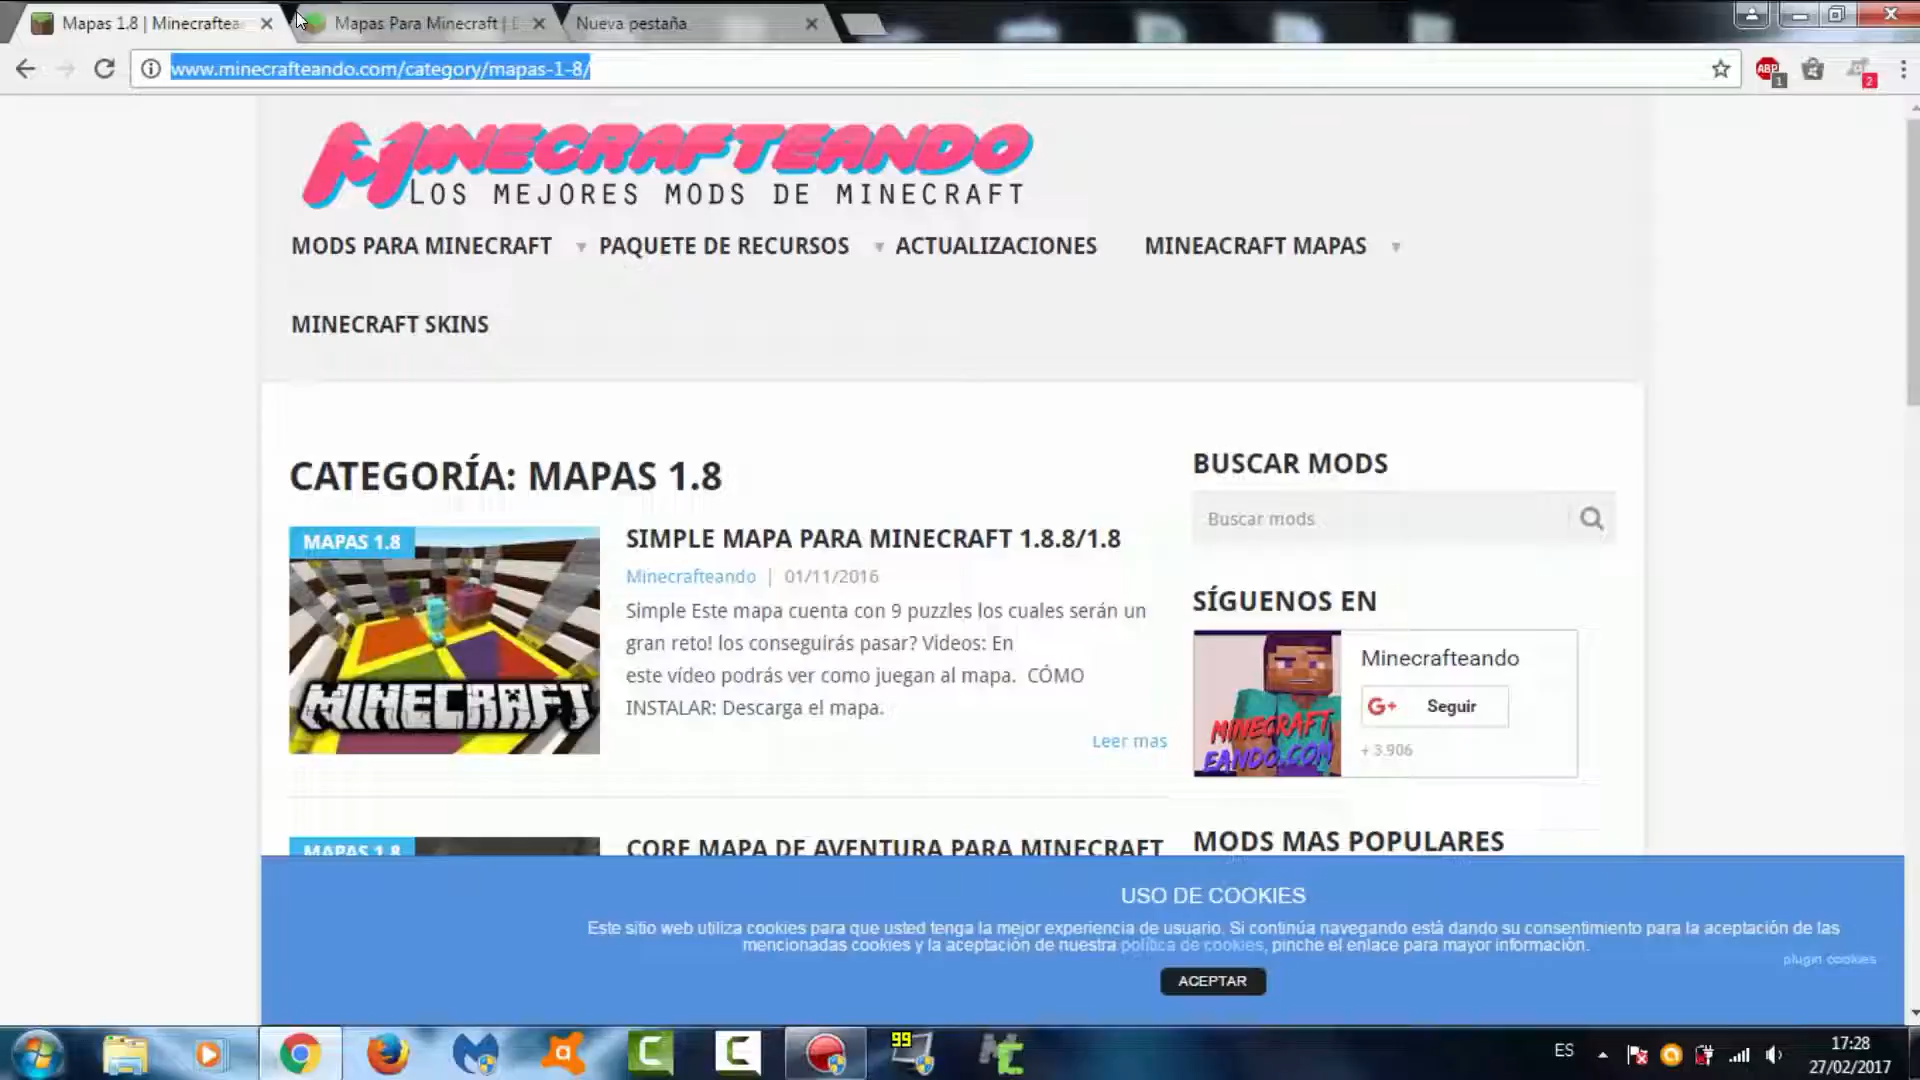 Mapas 1.8 | Minecraftea
Mapas Para Minecraft |
Nueva pestaña
www.minecrafteando.com/category/mapas-1-8/
ABP
1
2
MINECRAFTEANDO
LOS MEJORES MODS DE MINECRAFT
MODS PARA MINECRAFT
PAQUETE DE RECURSOS
ACTUALIZACIONES
MINEACRAFT MAPAS
MINECRAFT SKINS
CATEGORÍA: MAPAS 1.8
MAPAS 1.8
MINECRAFT
SIMPLE MAPA PARA MINECRAFT 1.8.8/1.8
Minecrafteando | 01/11/2016
Simple Este mapa cuenta con 9 puzzles los cuales serán un
gran reto! los conseguirás pasar? Videos: En
este vídeo podrás ver como juegan al mapa. CÓMO
INSTALAR: Descarga el mapa.
Leer mas
MAPAS 1.8
CORE MAPA DE AVENTURA PARA MINECRAFT
BUSCAR MODS
Buscar mods
SÍGUENOS EN
MINECRAFT
EANDO.COM
Minecrafteando
G+ Seguir
+ 3.906
MODS MAS POPULARES
USO DE COOKIES
Este sitio web utiliza cookies para que usted tenga la mejor experiencia de usuario. Si continúa navegando está dando su consentimiento para la aceptación de las
mencionadas cookies y la aceptación de nuestra política de cookies, pinche el enlace para mayor información.
plugin cookies
ACEPTAR
99
ES
17:28
27/02/2017